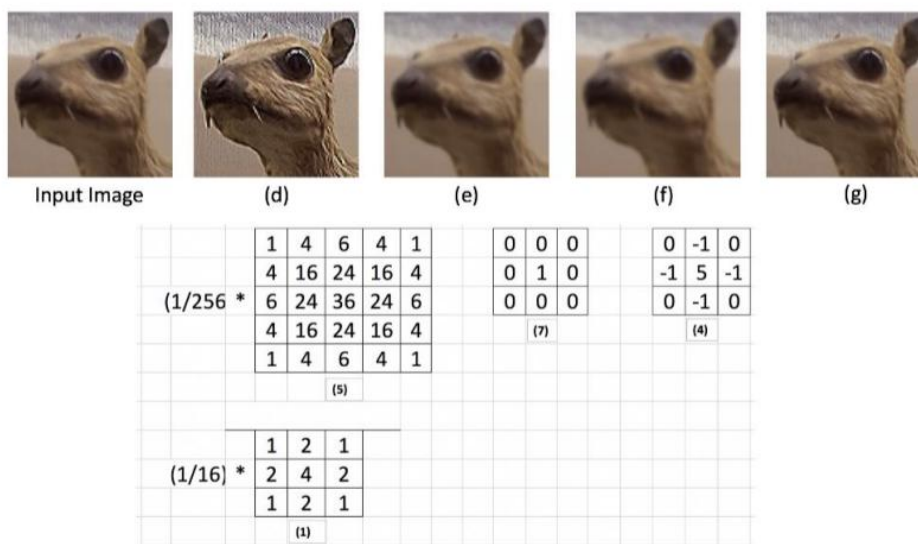 Input Image (d) (e) (f) (g)
1 4 6 4 1 0 0 0 0 -1 0
4 16 24 16 4 0 1 0 -1 5 -1
(1/256 * 6 24 36 24 6 0 0 0 0 -1 0
4 16 24 16 4 (7) (4)
1 4 6 4 1
(5)
1 2 1
(1/16) * 2 4 2
1 2 1
(1)